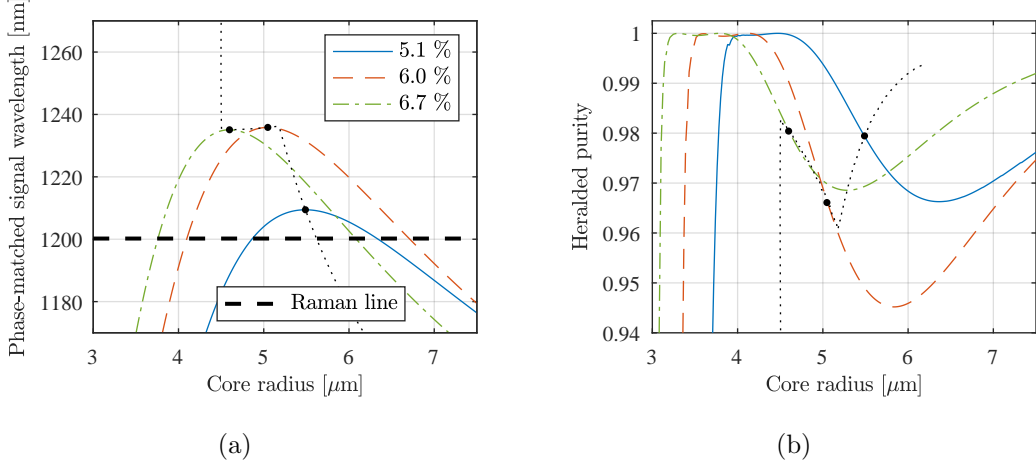 Phase-matched signal wavelength [nm]
1260
1240
1220
1200
1180
5.1 %
6.0 %
6.7 %
Raman line
3 4 5 6 7
Core radius [μm]
(a)
Heralded purity
1
0.99
0.98
0.97
0.96
0.95
0.94
3 4 5 6 7
Core radius [μm]
(b)